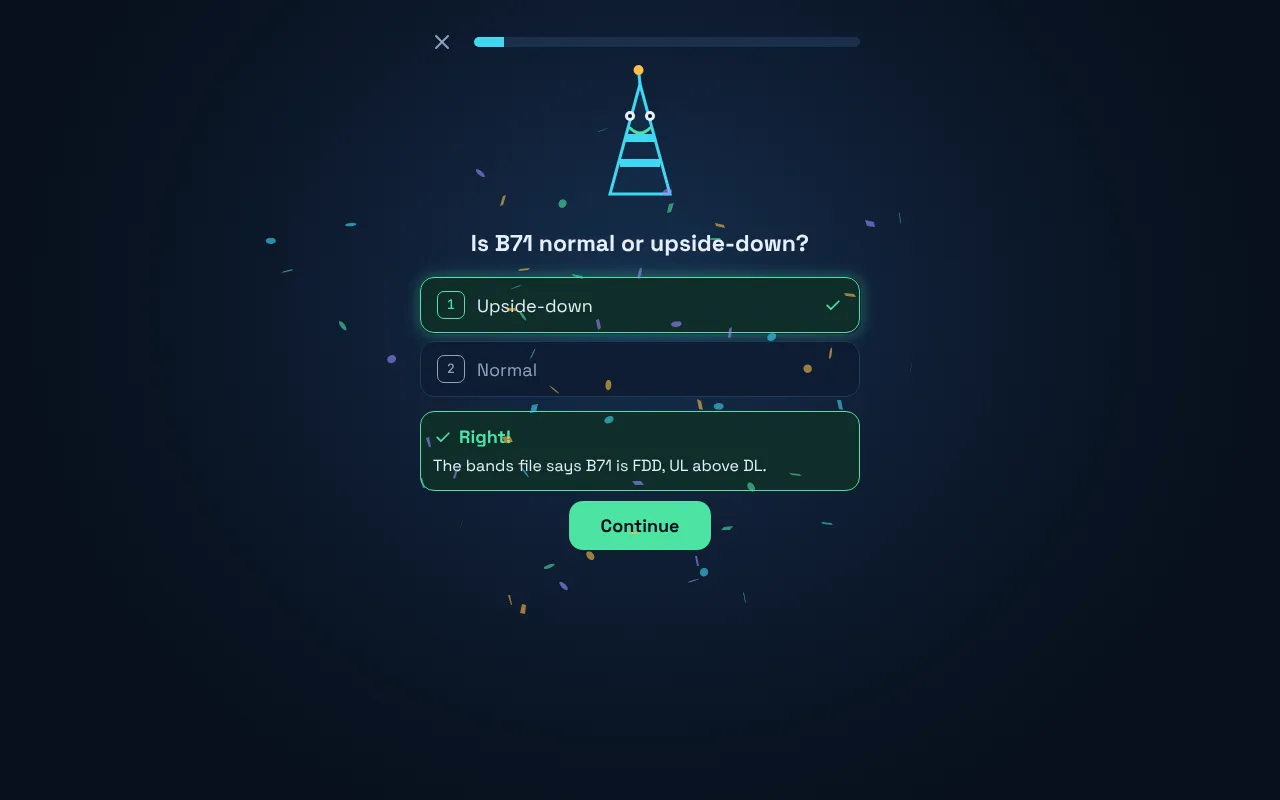 Is B71 normal or upside-down?
1 Upside-down
2 Normal
Right!
The bands file says B71 is FDD, UL above DL.
Continue